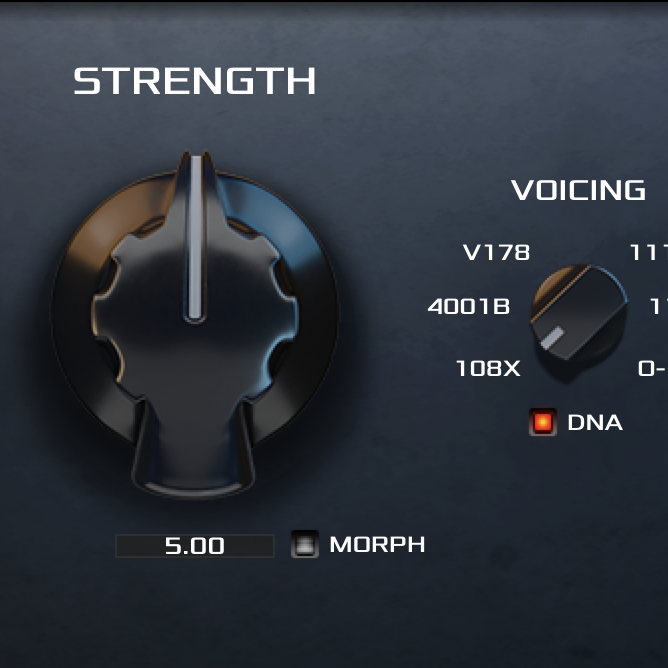 STRENGTH
VOICING
V178
4001B
108X
DNA
5.00
MORPH